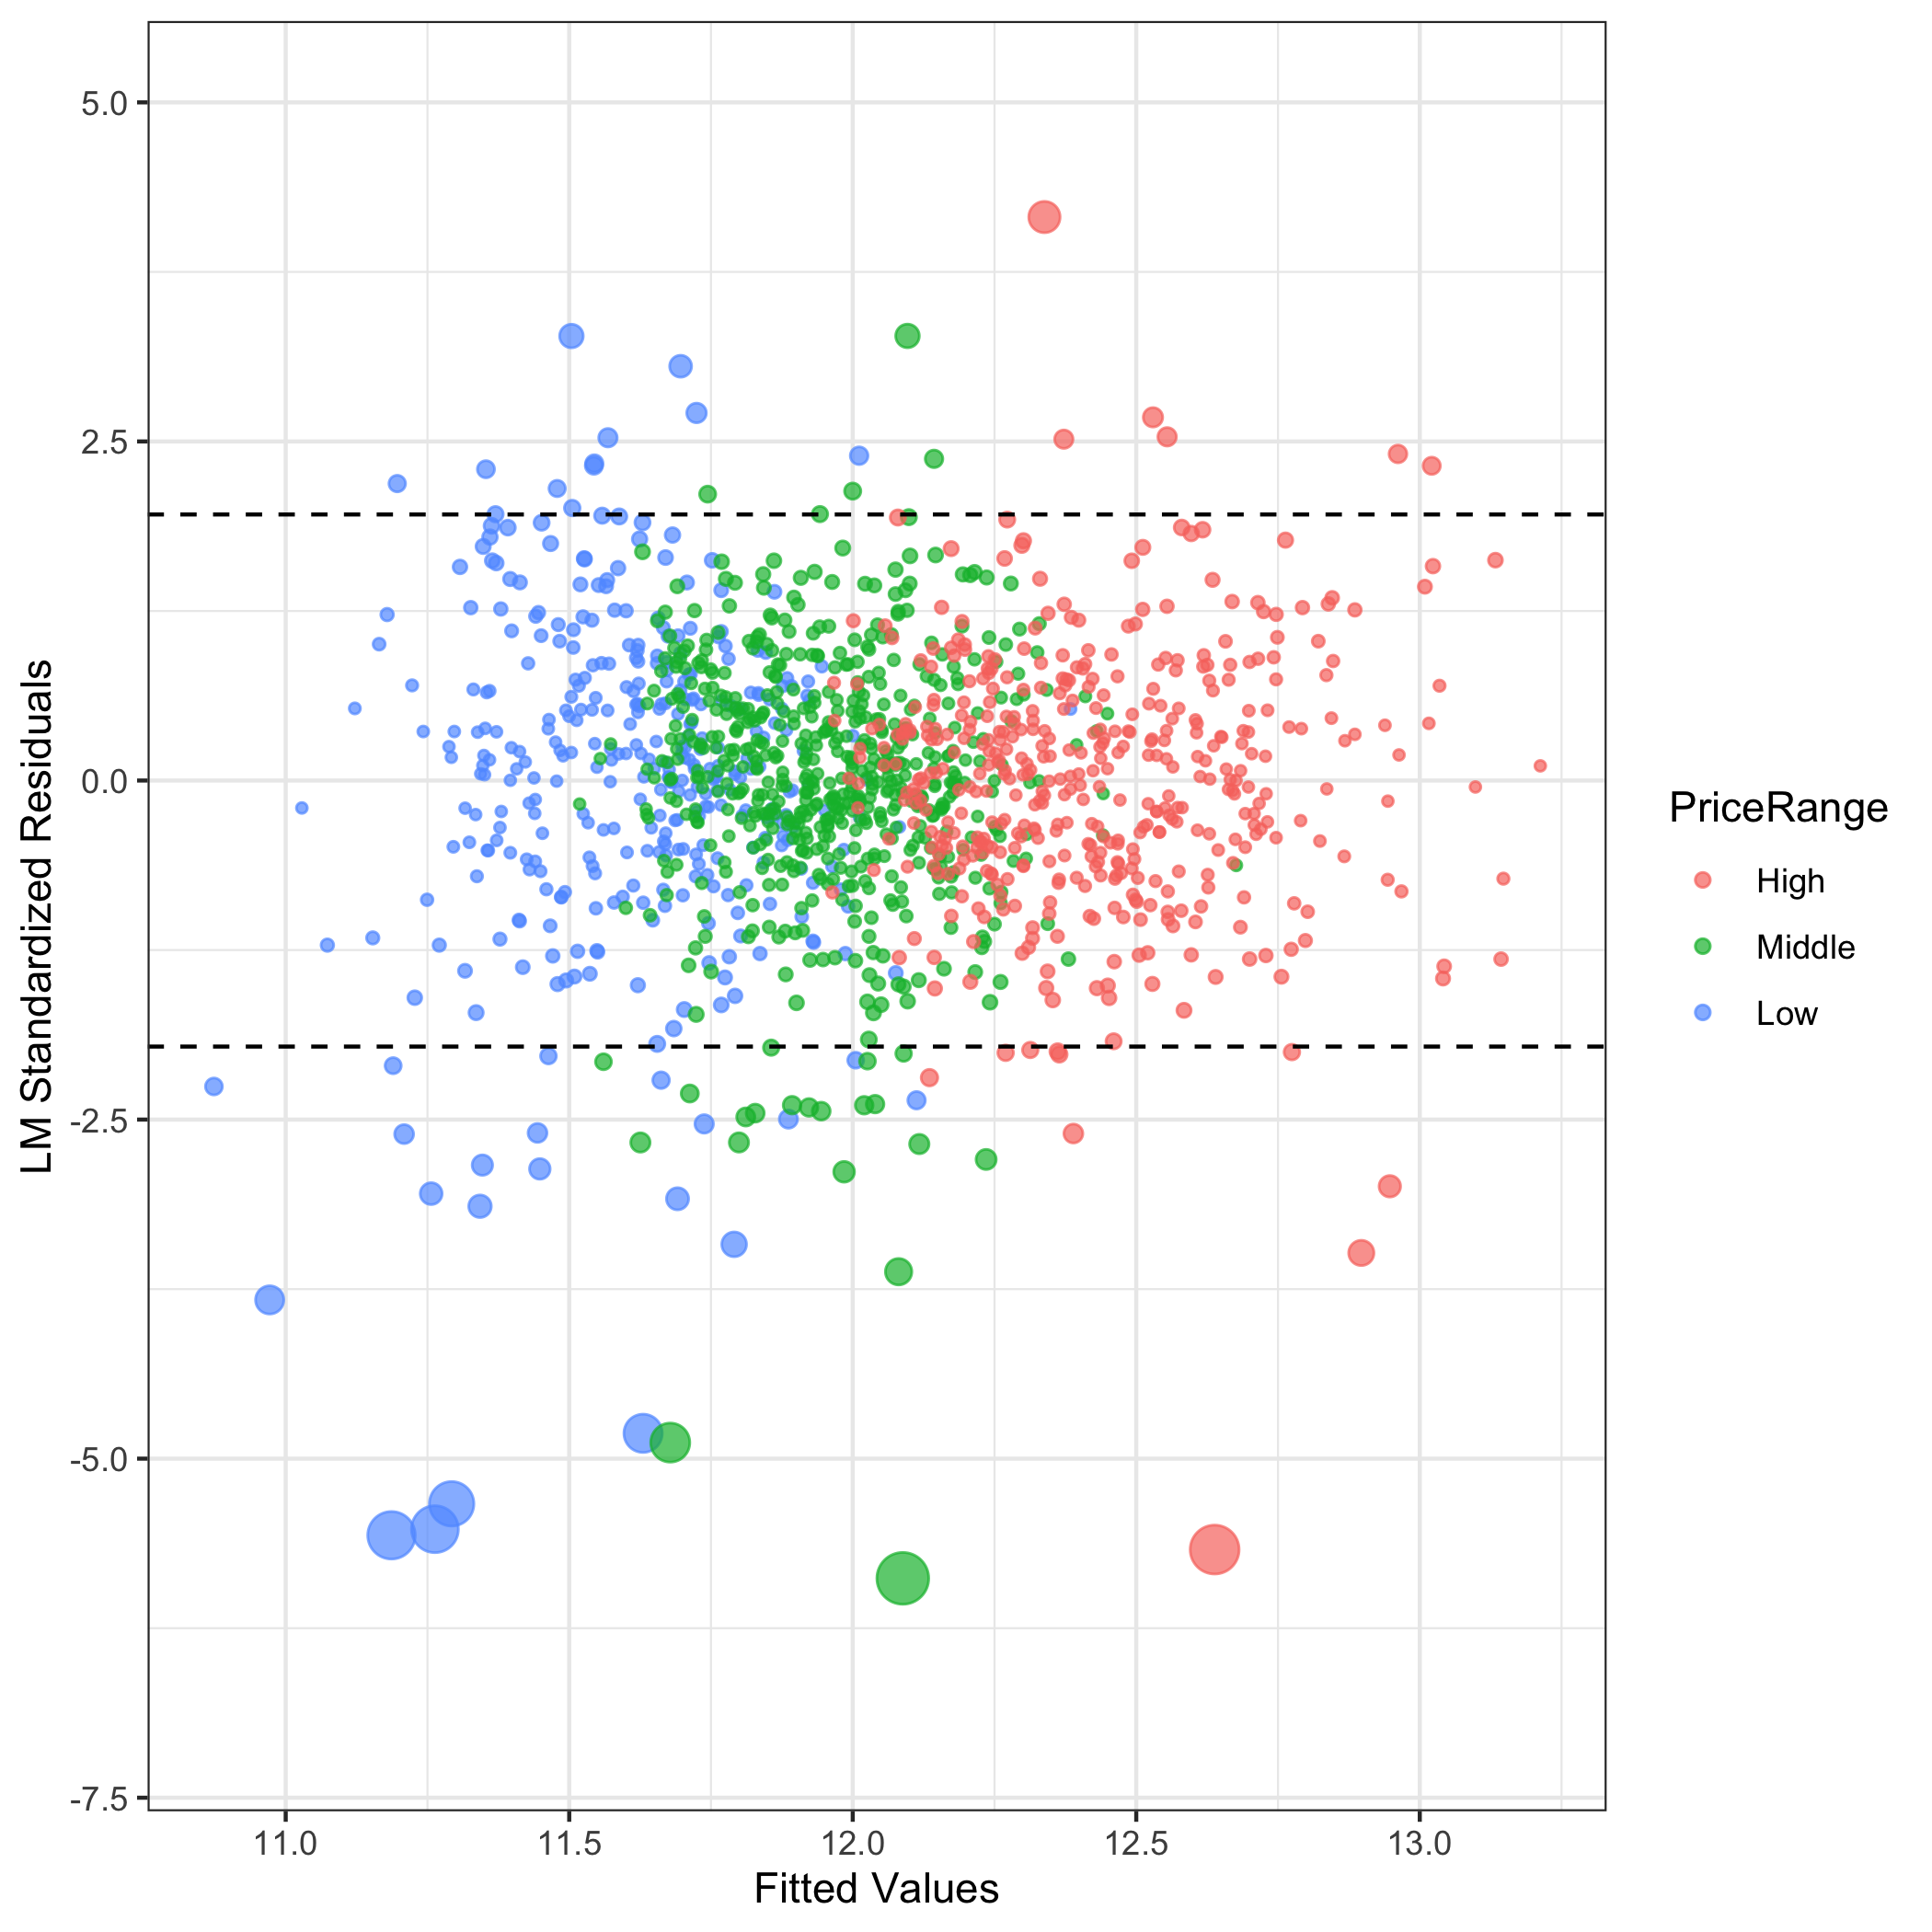 5.0
2.5
0.0
-2.5
-5.0
-7.5
LM Standardized Residuals
11.0 11.5 12.0 12.5 13.0
Fitted Values
PriceRange
High
Middle
Low